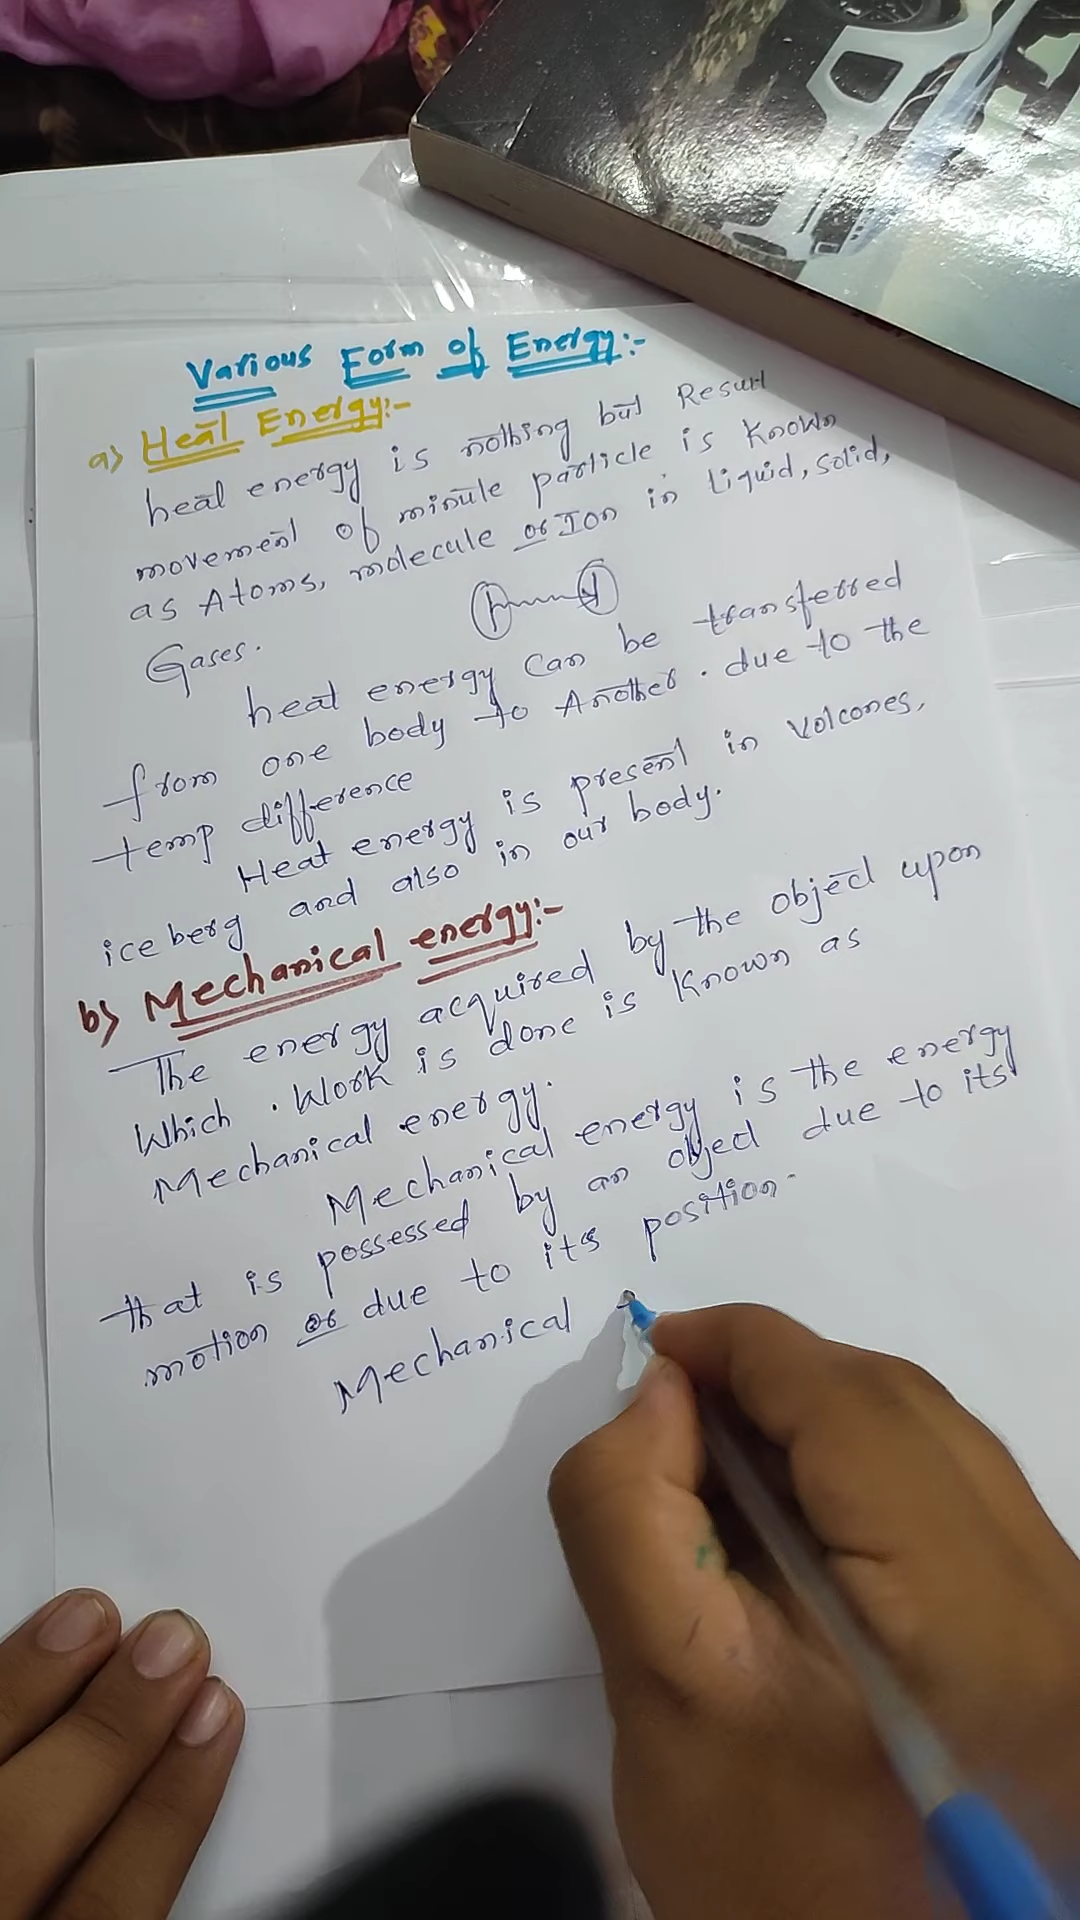 Various Form of Energy:-
a) Heat Energy:-
heat energy is nothing but Result
movement of minute particle is known
as Atoms, molecule or Ion in liquid, solid,
Gases.
heat energy can be transferred
from one body to Another. due to the
temp difference
Heat energy is present in volcones,
ice berg and also in our body.
b) Mechanical energy:-
The energy acquired by the object upon
which . work is done is known as
Mechanical energy.
Mechanical energy is the energy
that is possessed by an object due to its
motion or due to its position.
Mechanical